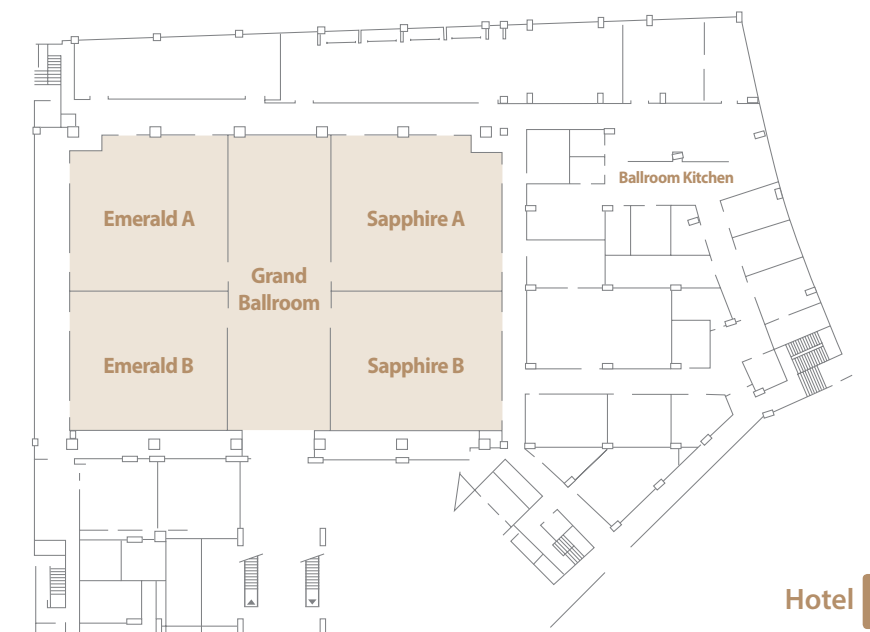 Ballroom Kitchen
Emerald A
Sapphire A
Grand
Ballroom
Emerald B
Sapphire B
Hotel